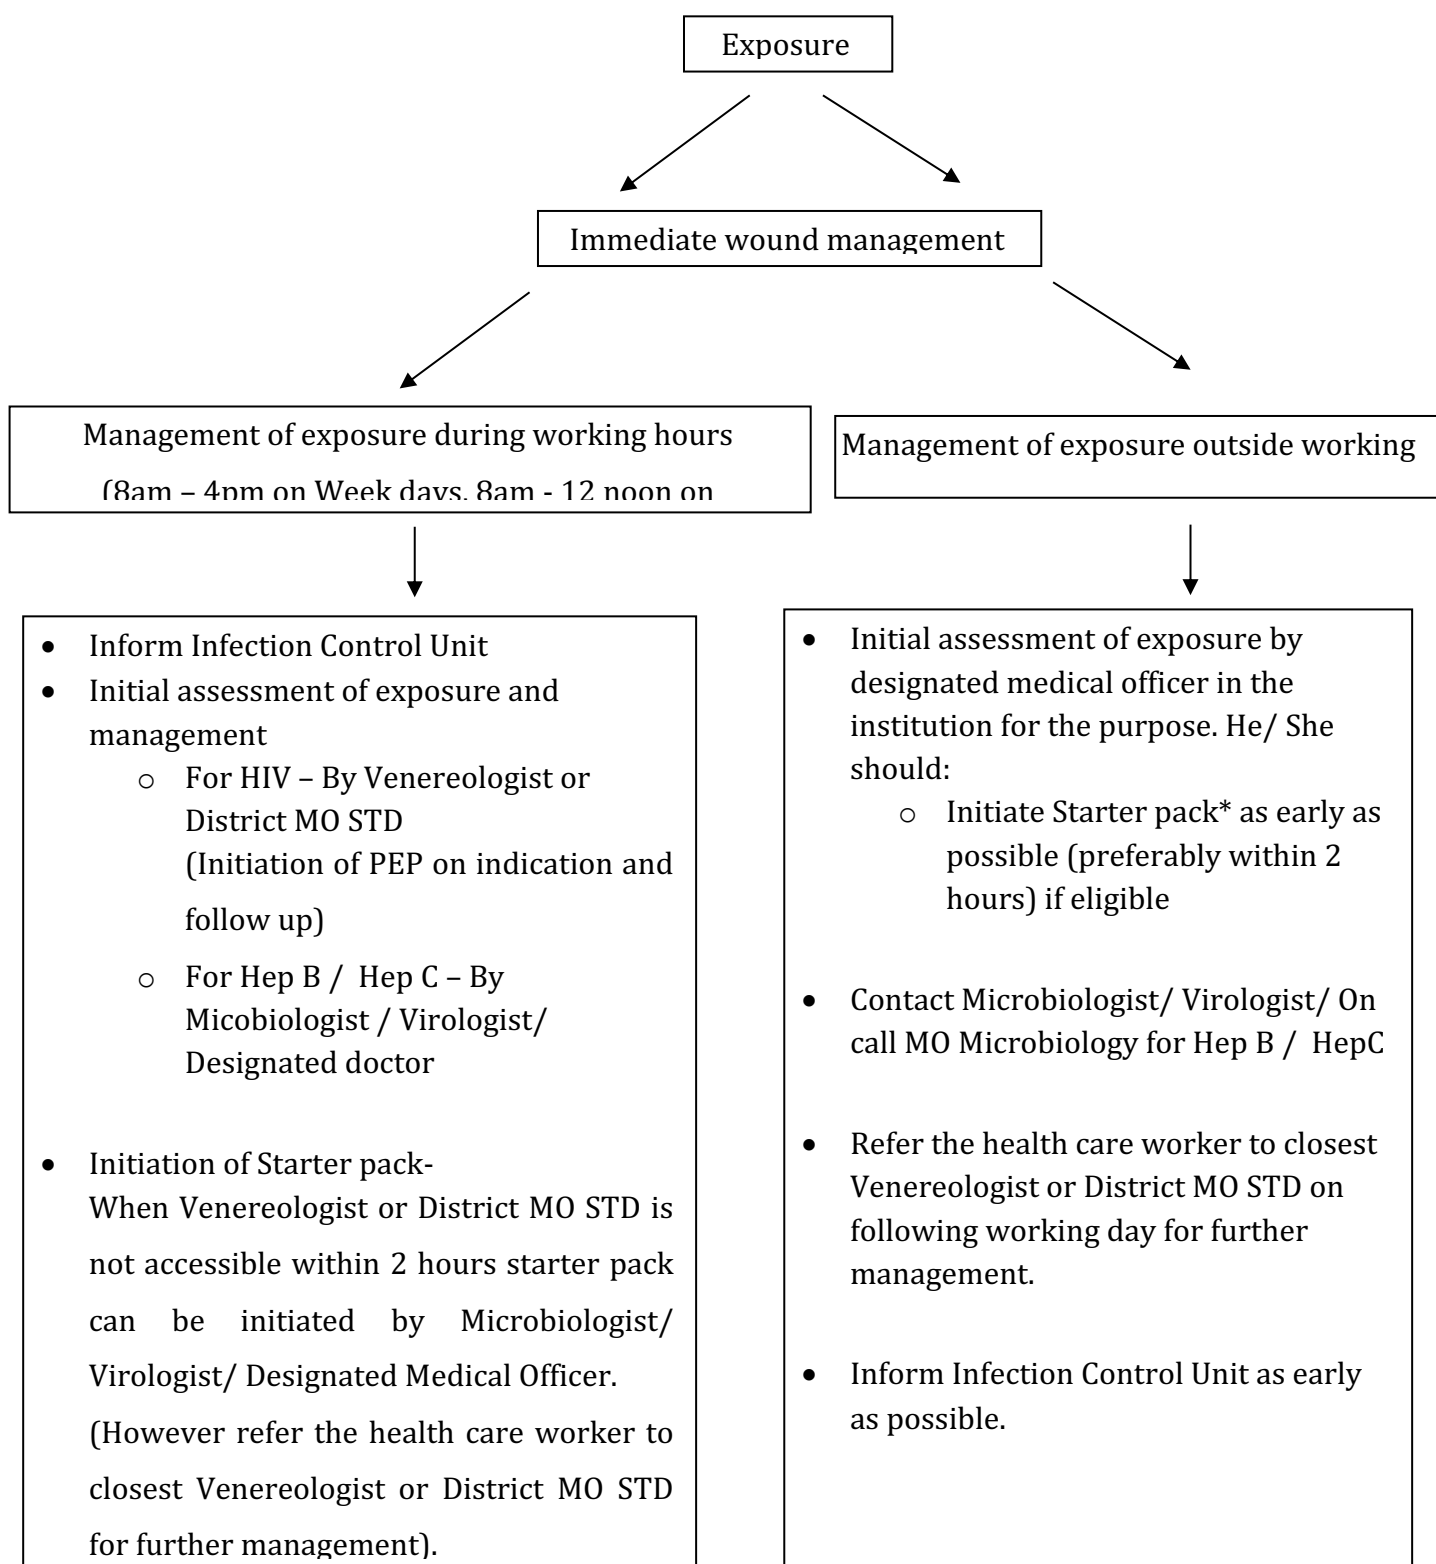 Exposure
Immediate wound management
Management of exposure during working hours
(8am – 4pm on Week days, 8am - 12 noon on
Management of exposure outside working
• Inform Infection Control Unit
• Initial assessment of exposure and
management
o For HIV – By Venereologist or
District MO STD
(Initiation of PEP on indication and
follow up)
o For Hep B / Hep C – By
Micobiologist / Virologist/
Designated doctor
• Initiation of Starter pack-
When Venereologist or District MO STD is
not accessible within 2 hours starter pack
can be initiated by Microbiologist/
Virologist/ Designated Medical Officer.
(However refer the health care worker to
closest Venereologist or District MO STD
for further management).
• Initial assessment of exposure by
designated medical officer in the
institution for the purpose. He/ She
should:
o Initiate Starter pack* as early as
possible (preferably within 2
hours) if eligible
• Contact Microbiologist/ Virologist/ On
call MO Microbiology for Hep B / HepC
• Refer the health care worker to closest
Venereologist or District MO STD on
following working day for further
management.
• Inform Infection Control Unit as early
as possible.